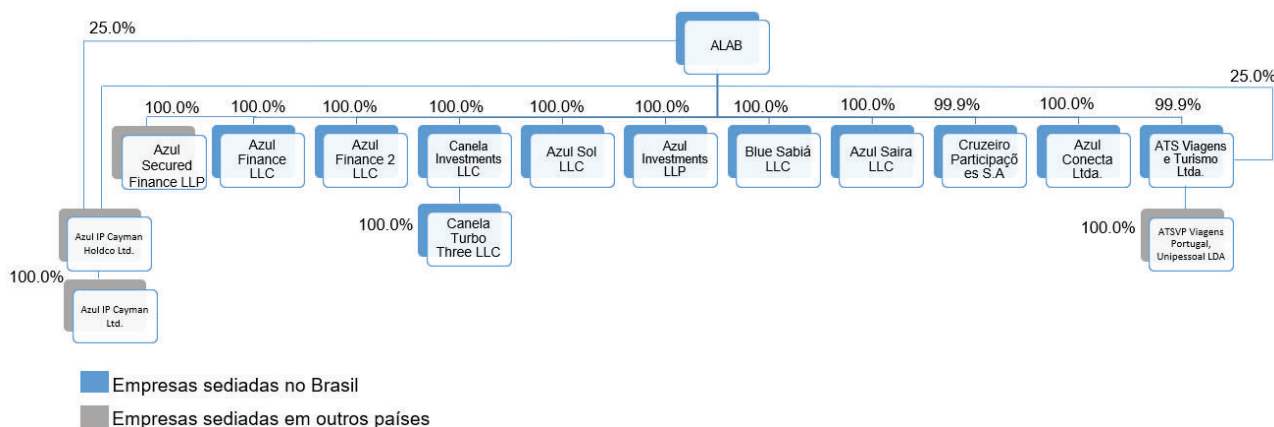 25.0%
ALAB
25.0%
100.0%
100.0%
100.0%
100.0%
100.0%
100.0%
100.0%
100.0%
99.9%
100.0%
99.9%
Azul
Secured
Finance LLP
Azul
Finance
LLC
Azul
Finance 2
LLC
Canela
Investments
LLC
Azul Sol
LLC
Azul
Investments
LLP
Blue Sabiá
LLC
Azul Saira
LLC
Cruzeiro
Participaçõ
es S.A
Azul
Conecta
Ltda.
ATS Viagens
e Turismo
Ltda.
Azul IP Cayman
Holdco Ltd.
100.0%
Canela
Turbo
Three LLC
100.0%
ATSVP Viagens
Portugal,
Unipessoal LDA
100.0%
Azul IP Cayman
Ltd.
Empresas sediadas no Brasil
Empresas sediadas em outros países